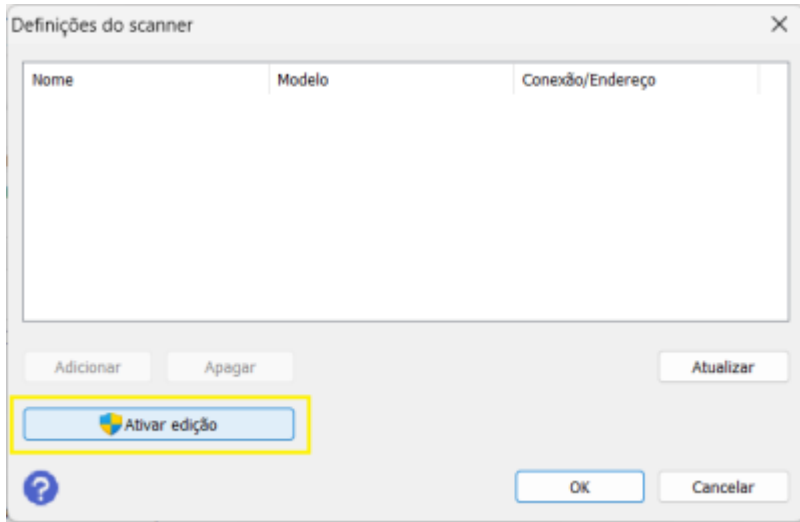 Definições do scanner
Nome Modelo Conexão/Endereço
Adicionar Apagar Atualizar
Ativar edição
? OK Cancelar